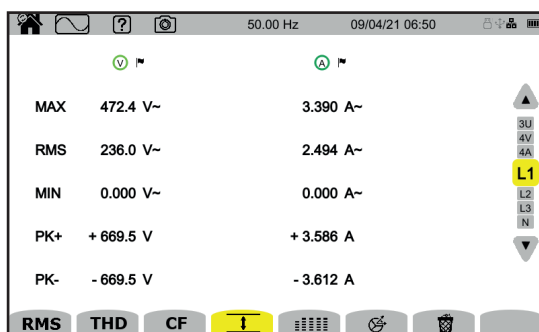 ? 50.00 Hz 09/04/21 06:50
V A
MAX 472.4 V~ 3.390 A~
3U
4V
RMS 236.0 V~ 2.494 A~ 4A
L1
MIN 0.000 V~ 0.000 A~ L2
L3
N
PK+ + 669.5 V + 3.586 A
PK- - 669.5 V - 3.612 A
RMS THD CF